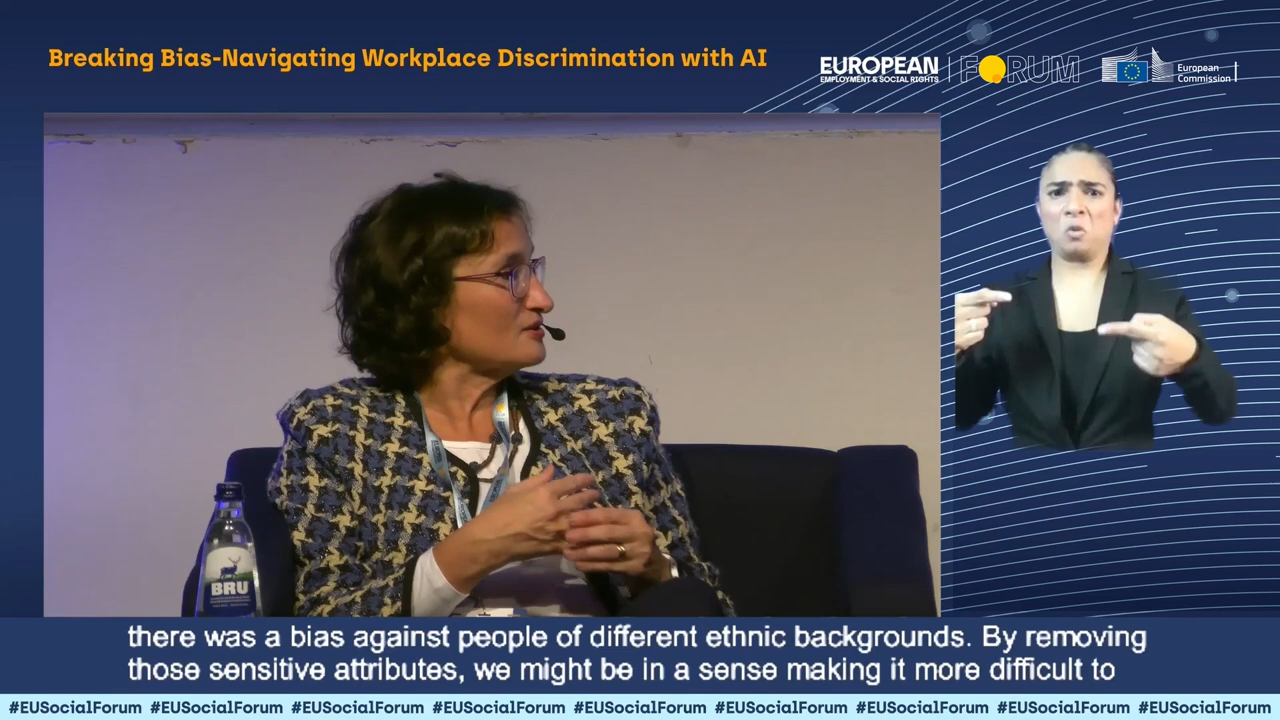 Breaking Bias-Navigating Workplace Discrimination with AI
EUROPEAN
EMPLOYMENT & SOCIAL RIGHTS
FORUM
European
Commission
BRU
there was a bias against people of different ethnic backgrounds. By removing
those sensitive attributes, we might be in a sense making it more difficult to
#EUSocialForum #EUSocialForum #EUSocialForum #EUSocialForum #EUSocialForum #EUSocialForum #EUSocialForum #EUSocialForum #EUSocialForum